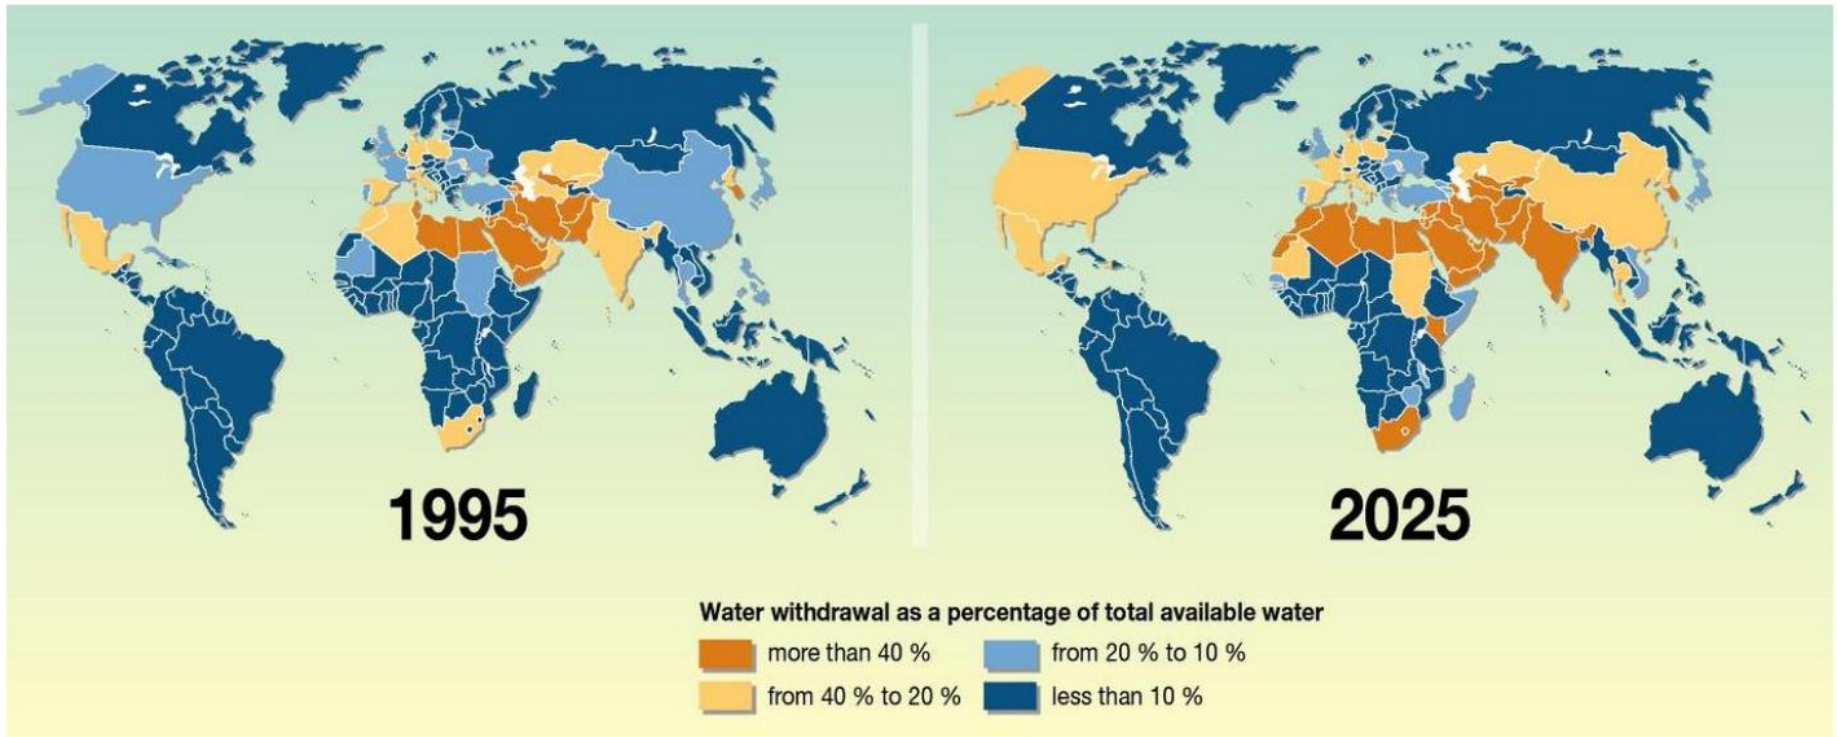 1995
2025
Water withdrawal as a percentage of total available water
more than 40 %
from 20 % to 10 %
from 40 % to 20 %
less than 10 %